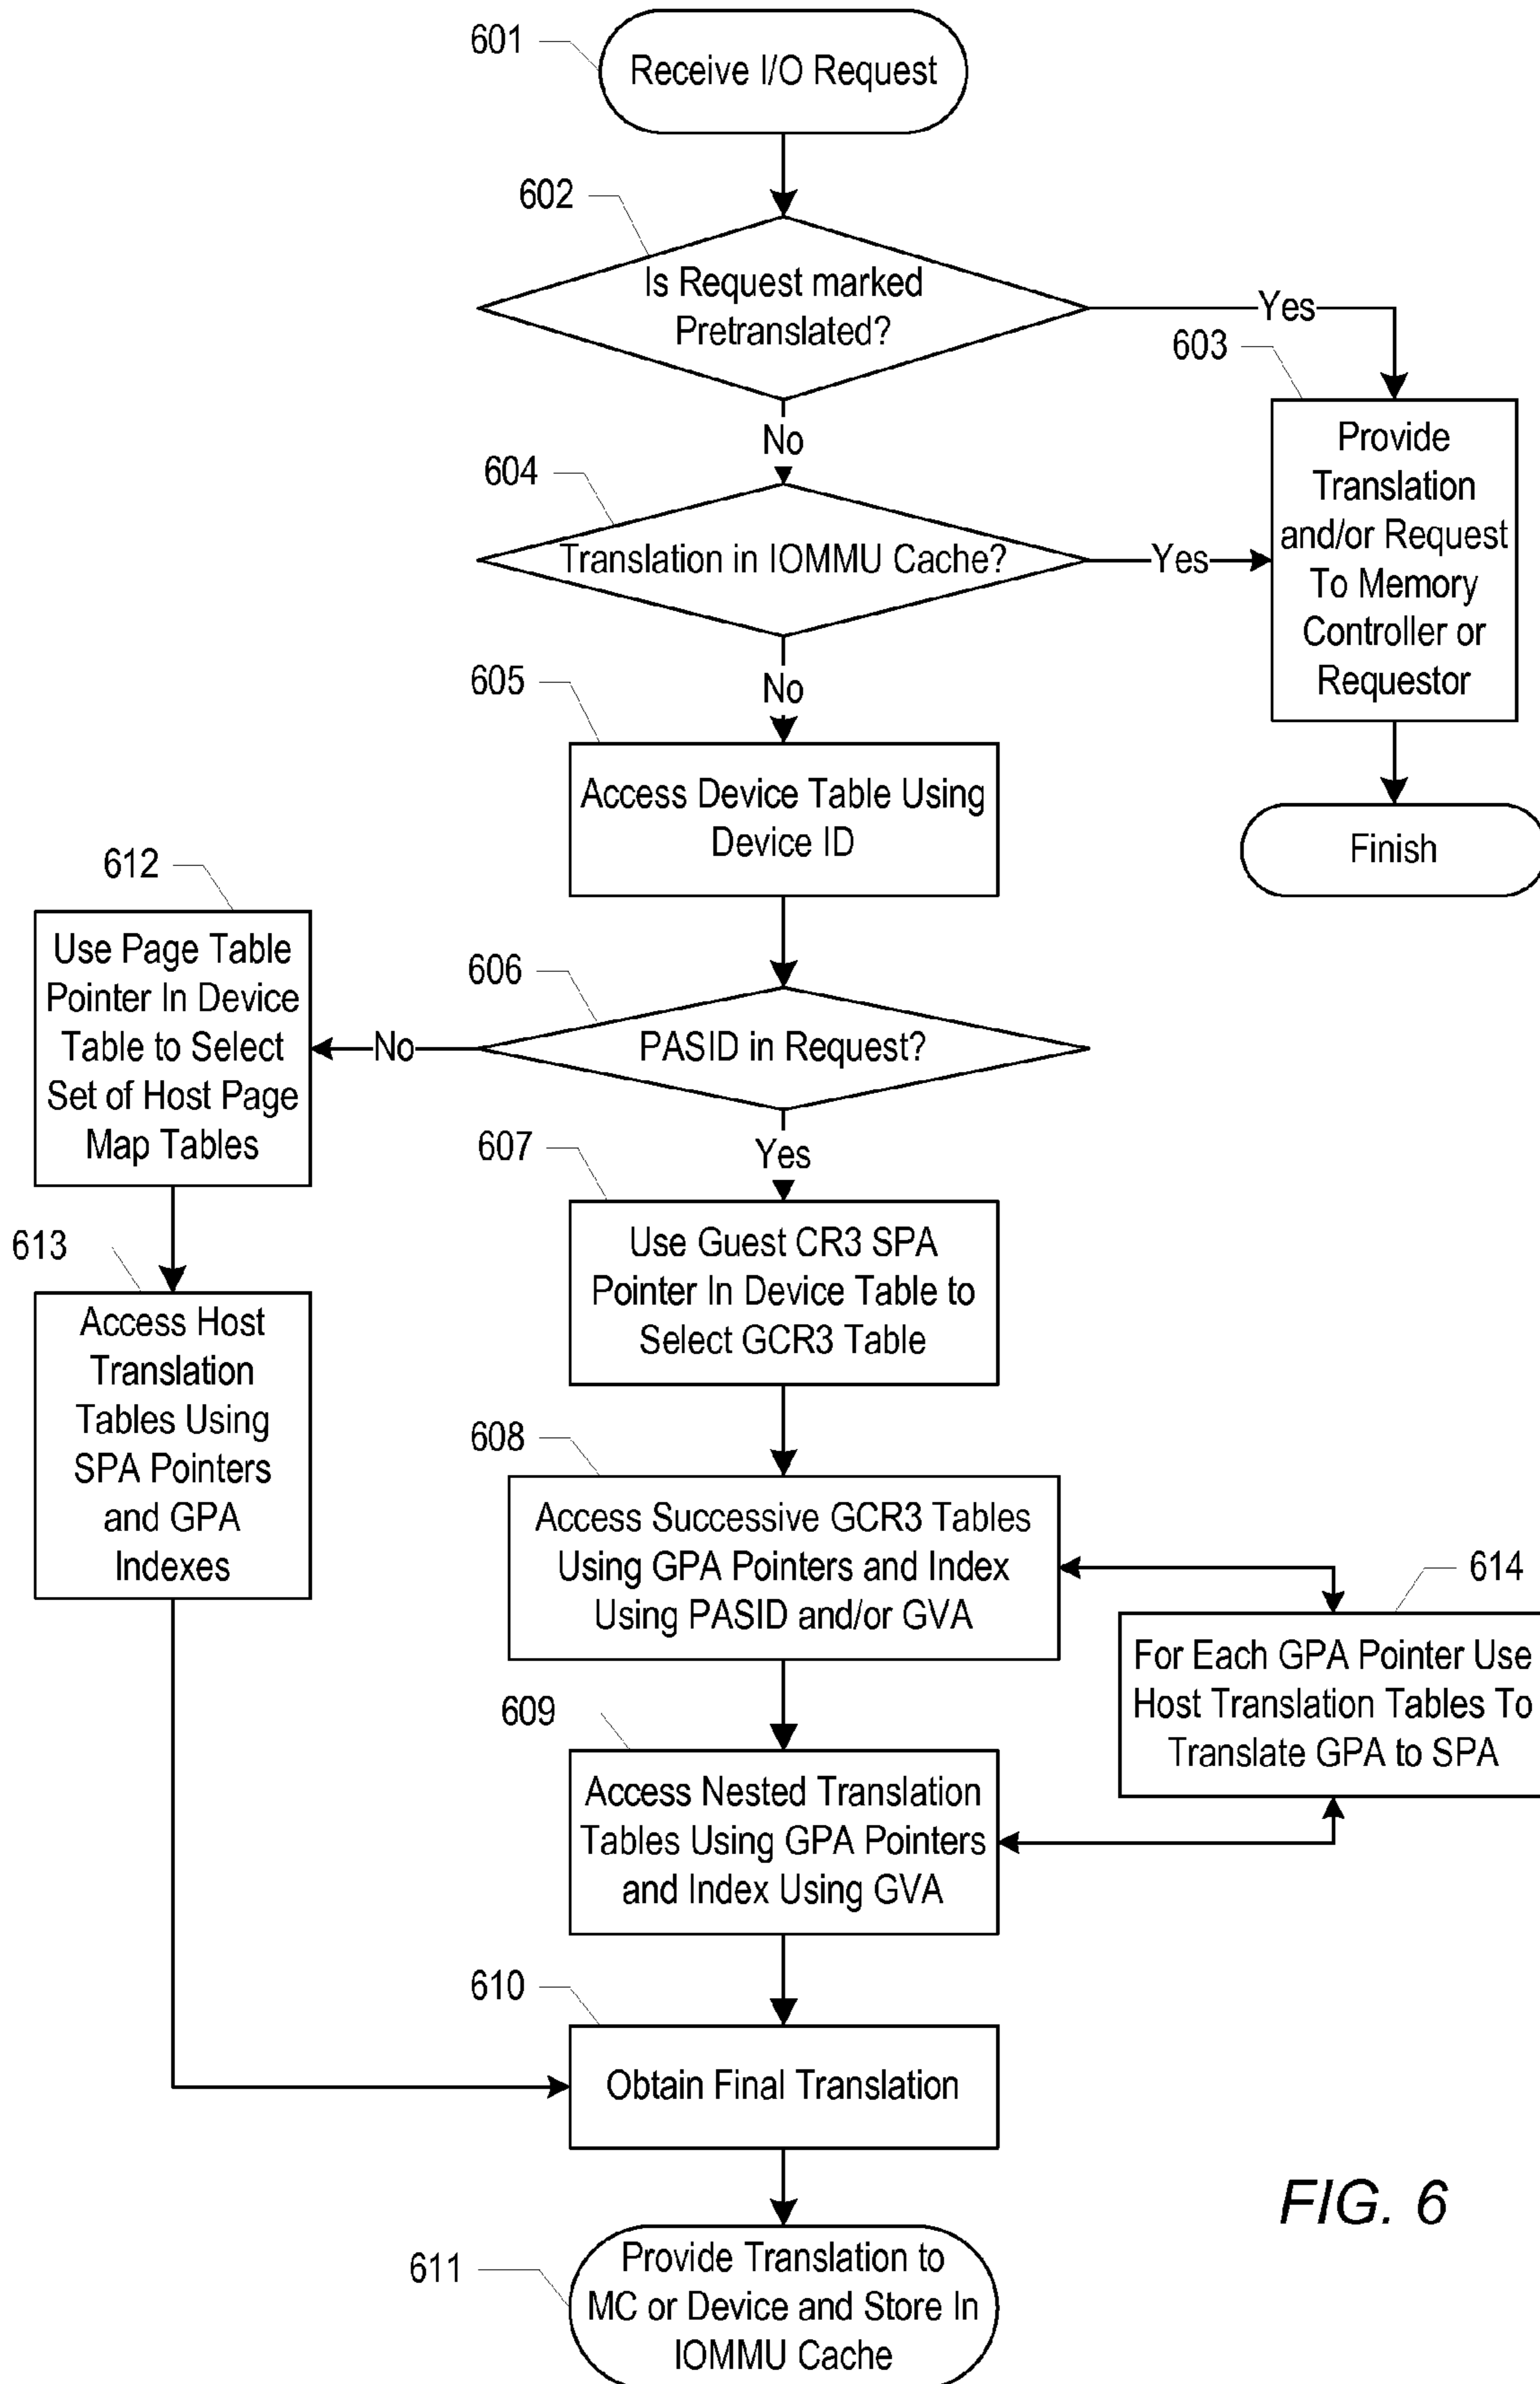 601
Receive I/O Request
602
Is Request marked
Pretranslated?
Yes
603
Provide
Translation
and/or Request
To Memory
Controller or
Requestor
No
604
Translation in IOMMU Cache?
Yes
Finish
No
605
Access Device Table Using
Device ID
606
PASID in Request?
No
612
Use Page Table
Pointer In Device
Table to Select
Set of Host Page
Map Tables
613
Access Host
Translation
Tables Using
SPA Pointers
and GPA
Indexes
Yes
607
Use Guest CR3 SPA
Pointer In Device Table to
Select GCR3 Table
608
Access Successive GCR3 Tables
Using GPA Pointers and Index
Using PASID and/or GVA
614
For Each GPA Pointer Use
Host Translation Tables To
Translate GPA to SPA
609
Access Nested Translation
Tables Using GPA Pointers
and Index Using GVA
610
Obtain Final Translation
611
Provide Translation to
MC or Device and Store In
IOMMU Cache
FIG. 6